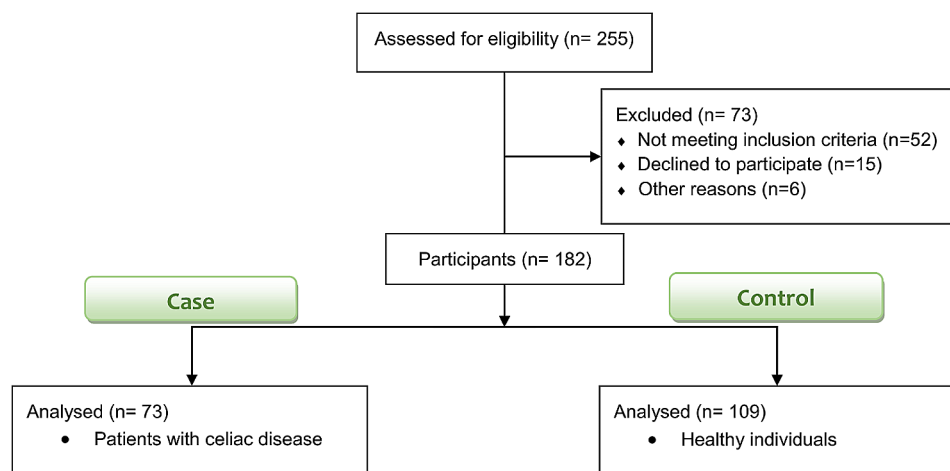 Assessed for eligibility (n= 255)
Excluded (n= 73)
♦ Not meeting inclusion criteria (n=52)
♦ Declined to participate (n=15)
♦ Other reasons (n=6)
Participants (n= 182)
Case
Control
Analysed (n= 73)
● Patients with celiac disease
Analysed (n= 109)
● Healthy individuals